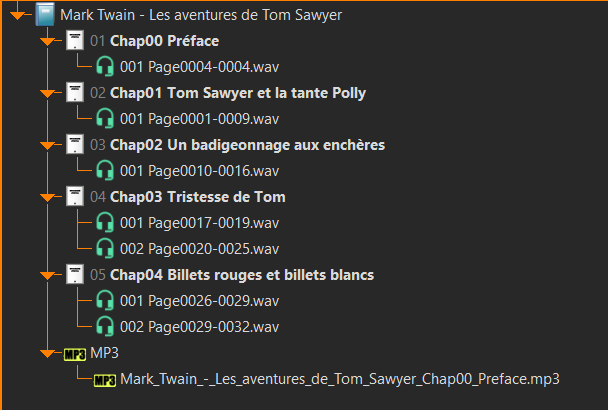 Mark Twain - Les aventures de Tom Sawyer
01 Chap00 Préface
001 Page0004-0004.wav
02 Chap01 Tom Sawyer et la tante Polly
001 Page0001-0009.wav
03 Chap02 Un badigeonnage aux enchères
001 Page0010-0016.wav
04 Chap03 Tristesse de Tom
001 Page0017-0019.wav
002 Page0020-0025.wav
05 Chap04 Billets rouges et billets blancs
001 Page0026-0029.wav
002 Page0029-0032.wav
MP3 MP3
MP3 Mark_Twain_-_Les_aventures_de_Tom_Sawyer_Chap00_Preface.mp3